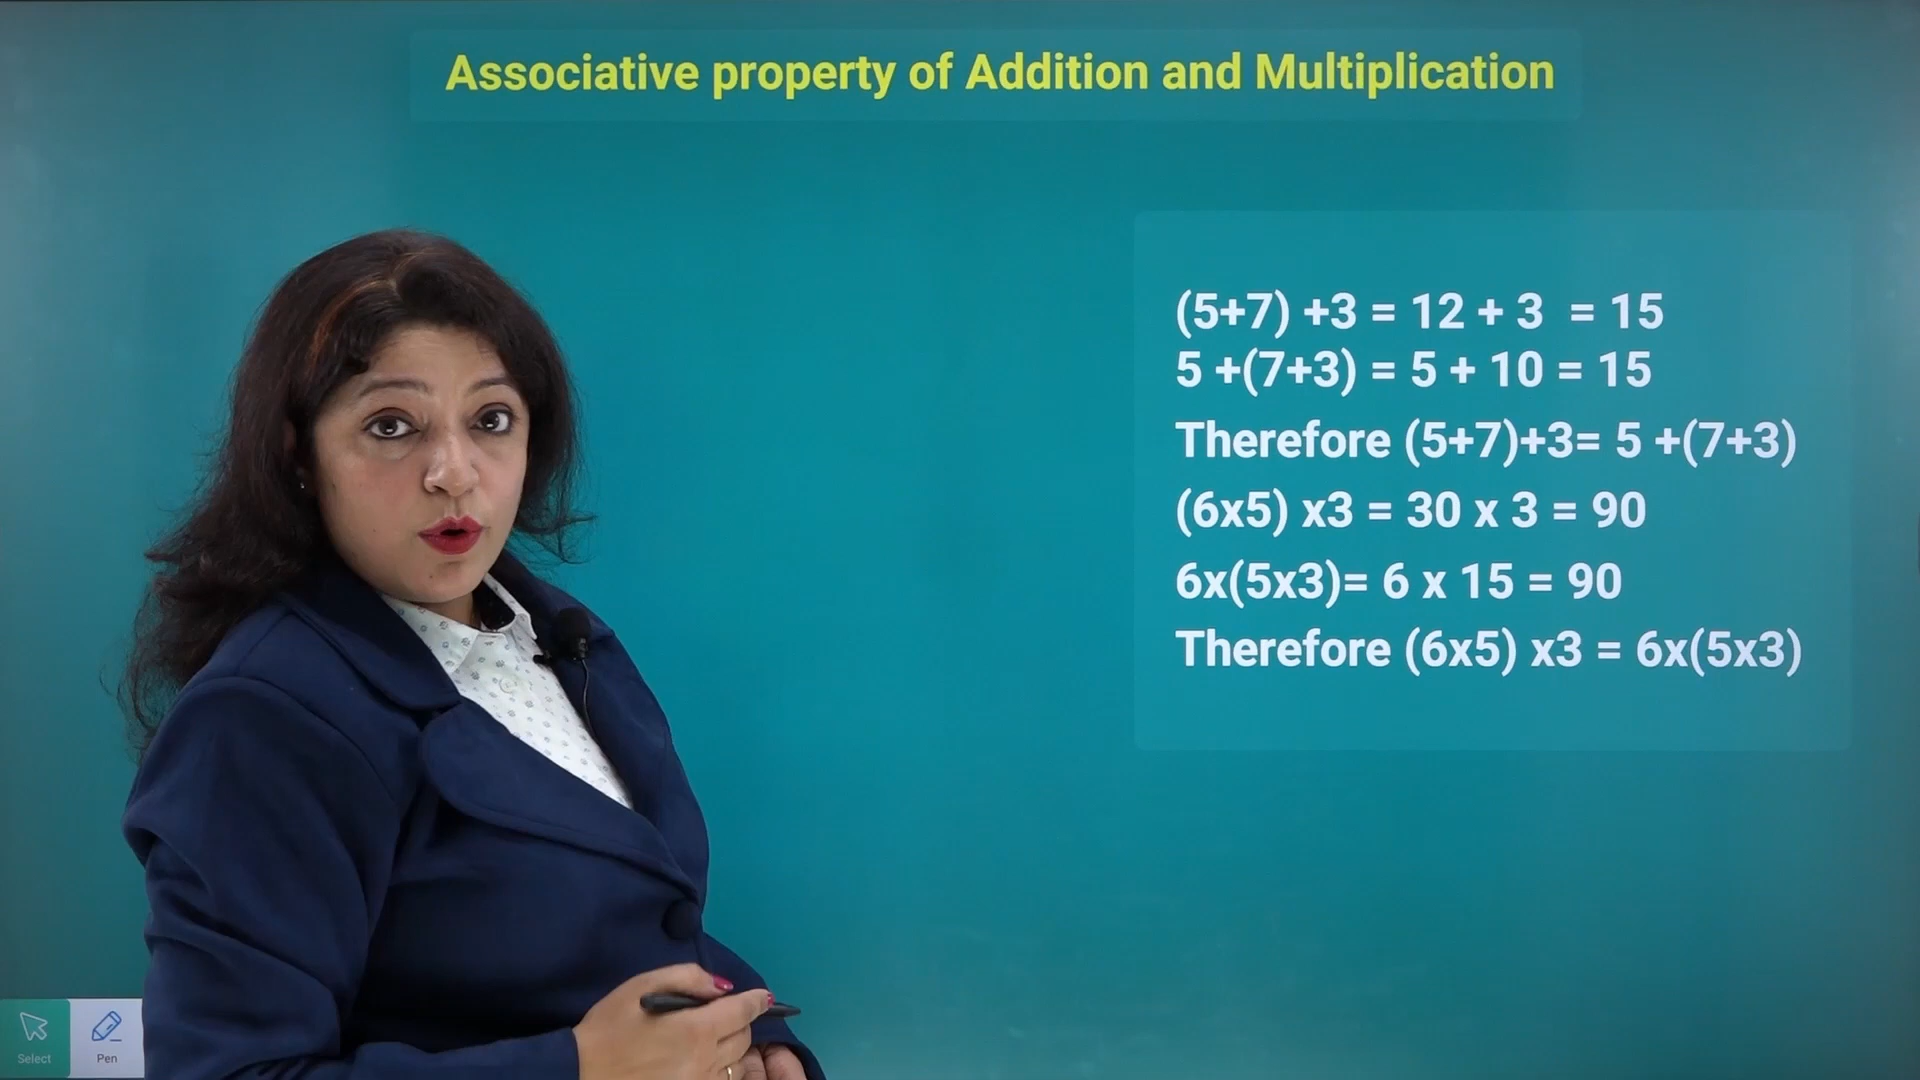 Associative property of Addition and Multiplication
(5+7) +3 = 12 + 3 = 15
5 +(7+3) = 5 + 10 = 15
Therefore (5+7)+3= 5 +(7+3)
(6x5) x3 = 30 x 3 = 90
6x(5x3)= 6 x 15 = 90
Therefore (6x5) x3 = 6x(5x3)
Select
Pen